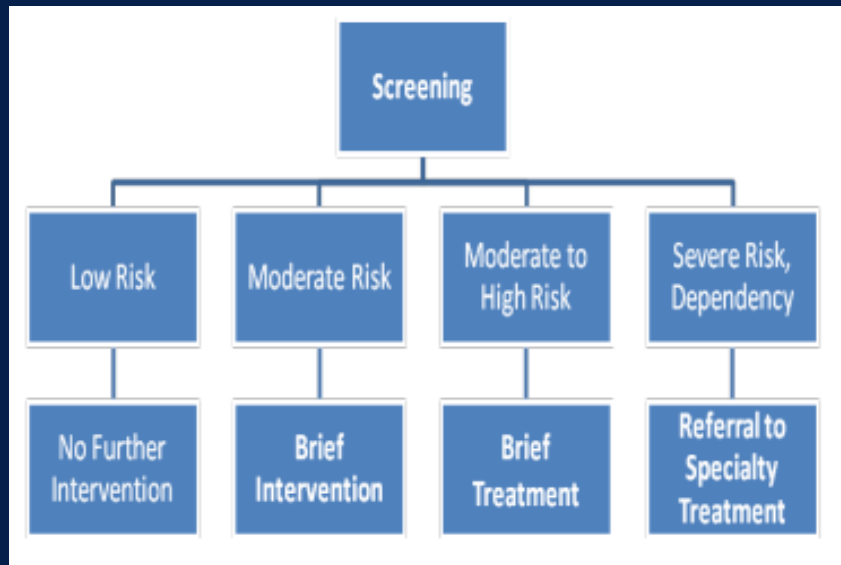 Screening
Low Risk
Moderate Risk
Moderate to
High Risk
Severe Risk,
Dependency
No Further
Intervention
Brief
Intervention
Brief
Treatment
Referral to
Specialty
Treatment